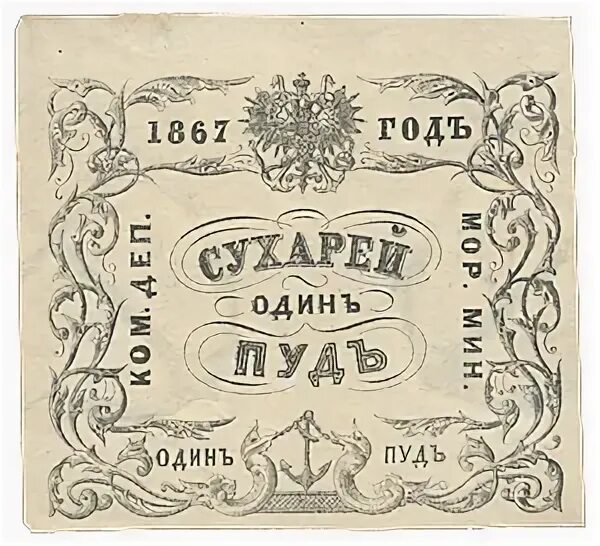 1867 ГОДЪ
КОМ. ДЕП.
СУХАРЕЙ
ОДИНЪ
ПУДЪ
МОР. МИН.
ОДИНЪ ПУДЪ